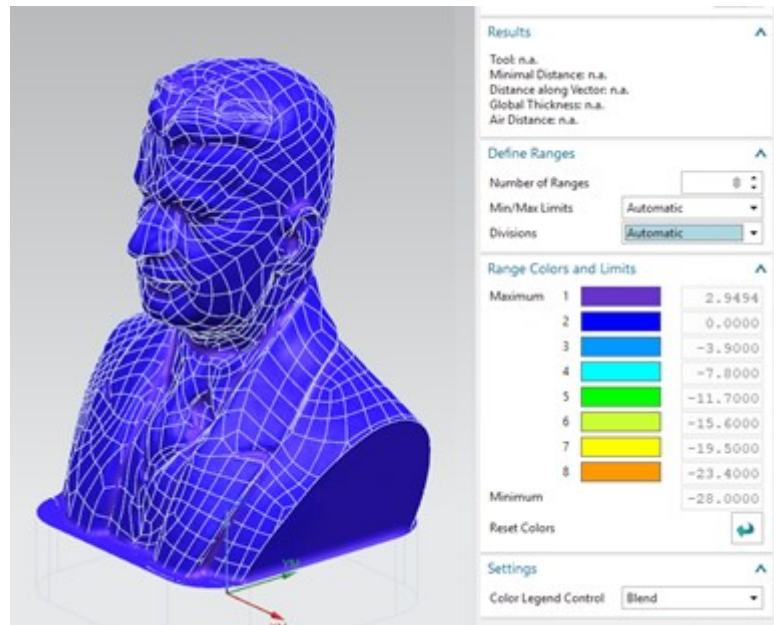 Results
Tool: n.a.
Minimal Distance: n.a.
Distance along Vector: n.a.
Global Thickness: n.a.
Air Distance: n.a.
Define Ranges
Number of Ranges 8
Min/Max Limits Automatic
Divisions Automatic
Range Colors and Limits
Maximum 1 2.9494
2 0.0000
3 -3.9000
4 -7.8000
5 -11.7000
6 -15.6000
7 -19.5000
8 -23.4000
Minimum -28.0000
Reset Colors
Settings
Color Legend Control Blend
YM